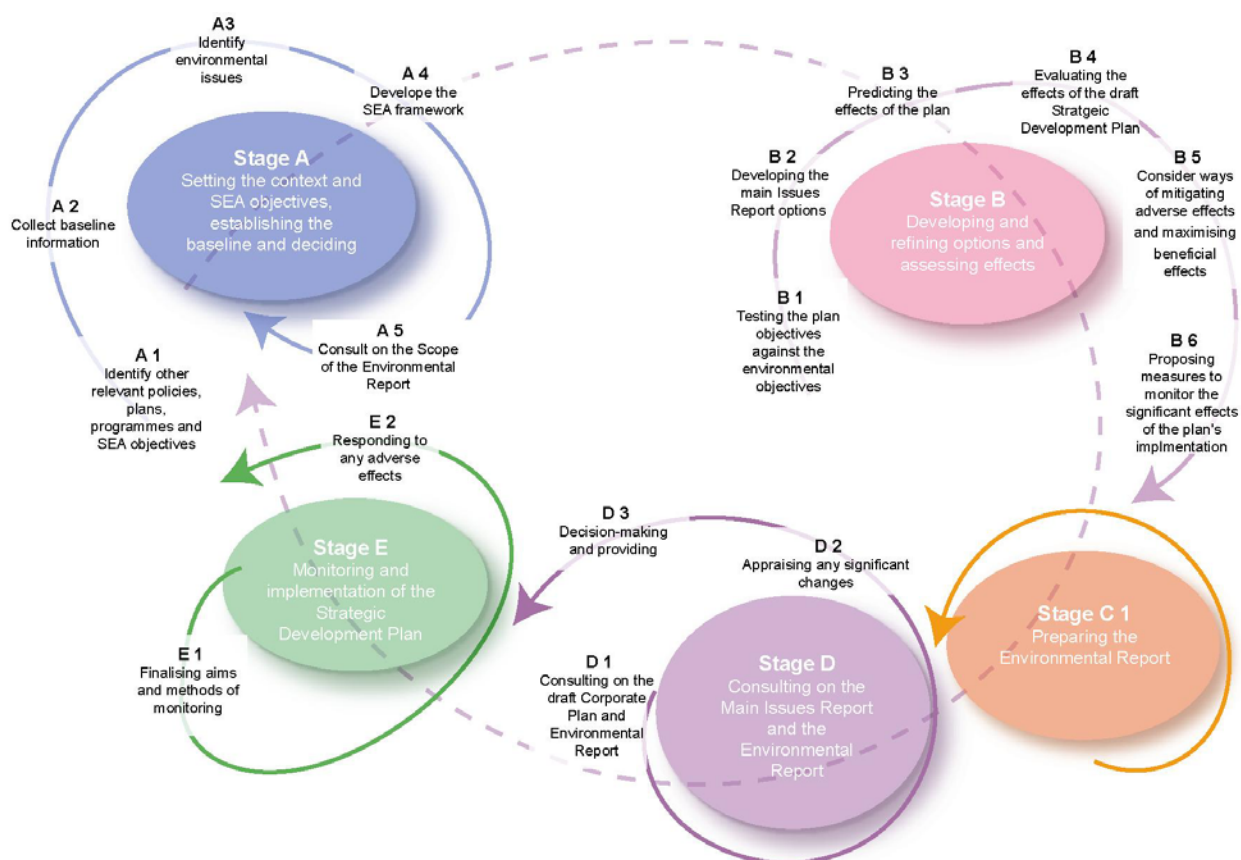 A3
Identify
environmental
issues
A 4
Develope the
SEA framework
Stage A
Setting the context and
SEA objectives,
establishing the
baseline and deciding
A 2
Collect baseline
information
A 1
Identify other
relevant policies,
plans,
programmes and
SEA objectives
A 5
Consult on the Scope
of the Environmental
Report
B 3
Predicting the
effects of the plan
B 4
Evaluating the
effects of the draft
Stratgeic
Development Plan
B 2
Developing the
main Issues
Report options
B 5
Consider ways
of mitigating
adverse effects
and maximising
beneficial
effects
Stage B
Developing and
refining options and
assessing effects
B 1
Testing the plan
objectives
against the
environmental
objectives
B 6
Proposing
measures to
monitor the
significant effects
of the plan's
implmentation
E 2
Responding to
any adverse
effects
Stage E
Monitoring and
implementation of the
Strategic
Development Plan
E 1
Finalising aims
and methods of
monitoring
D 3
Decision-making
and providing
D 2
Appraising any significant
changes
D 1
Consulting on the
draft Corporate
Plan and
Environmental
Report
Stage D
Consulting on the
Main Issues Report
and the
Environmental
Report
Stage C 1
Preparing the
Environmental Report